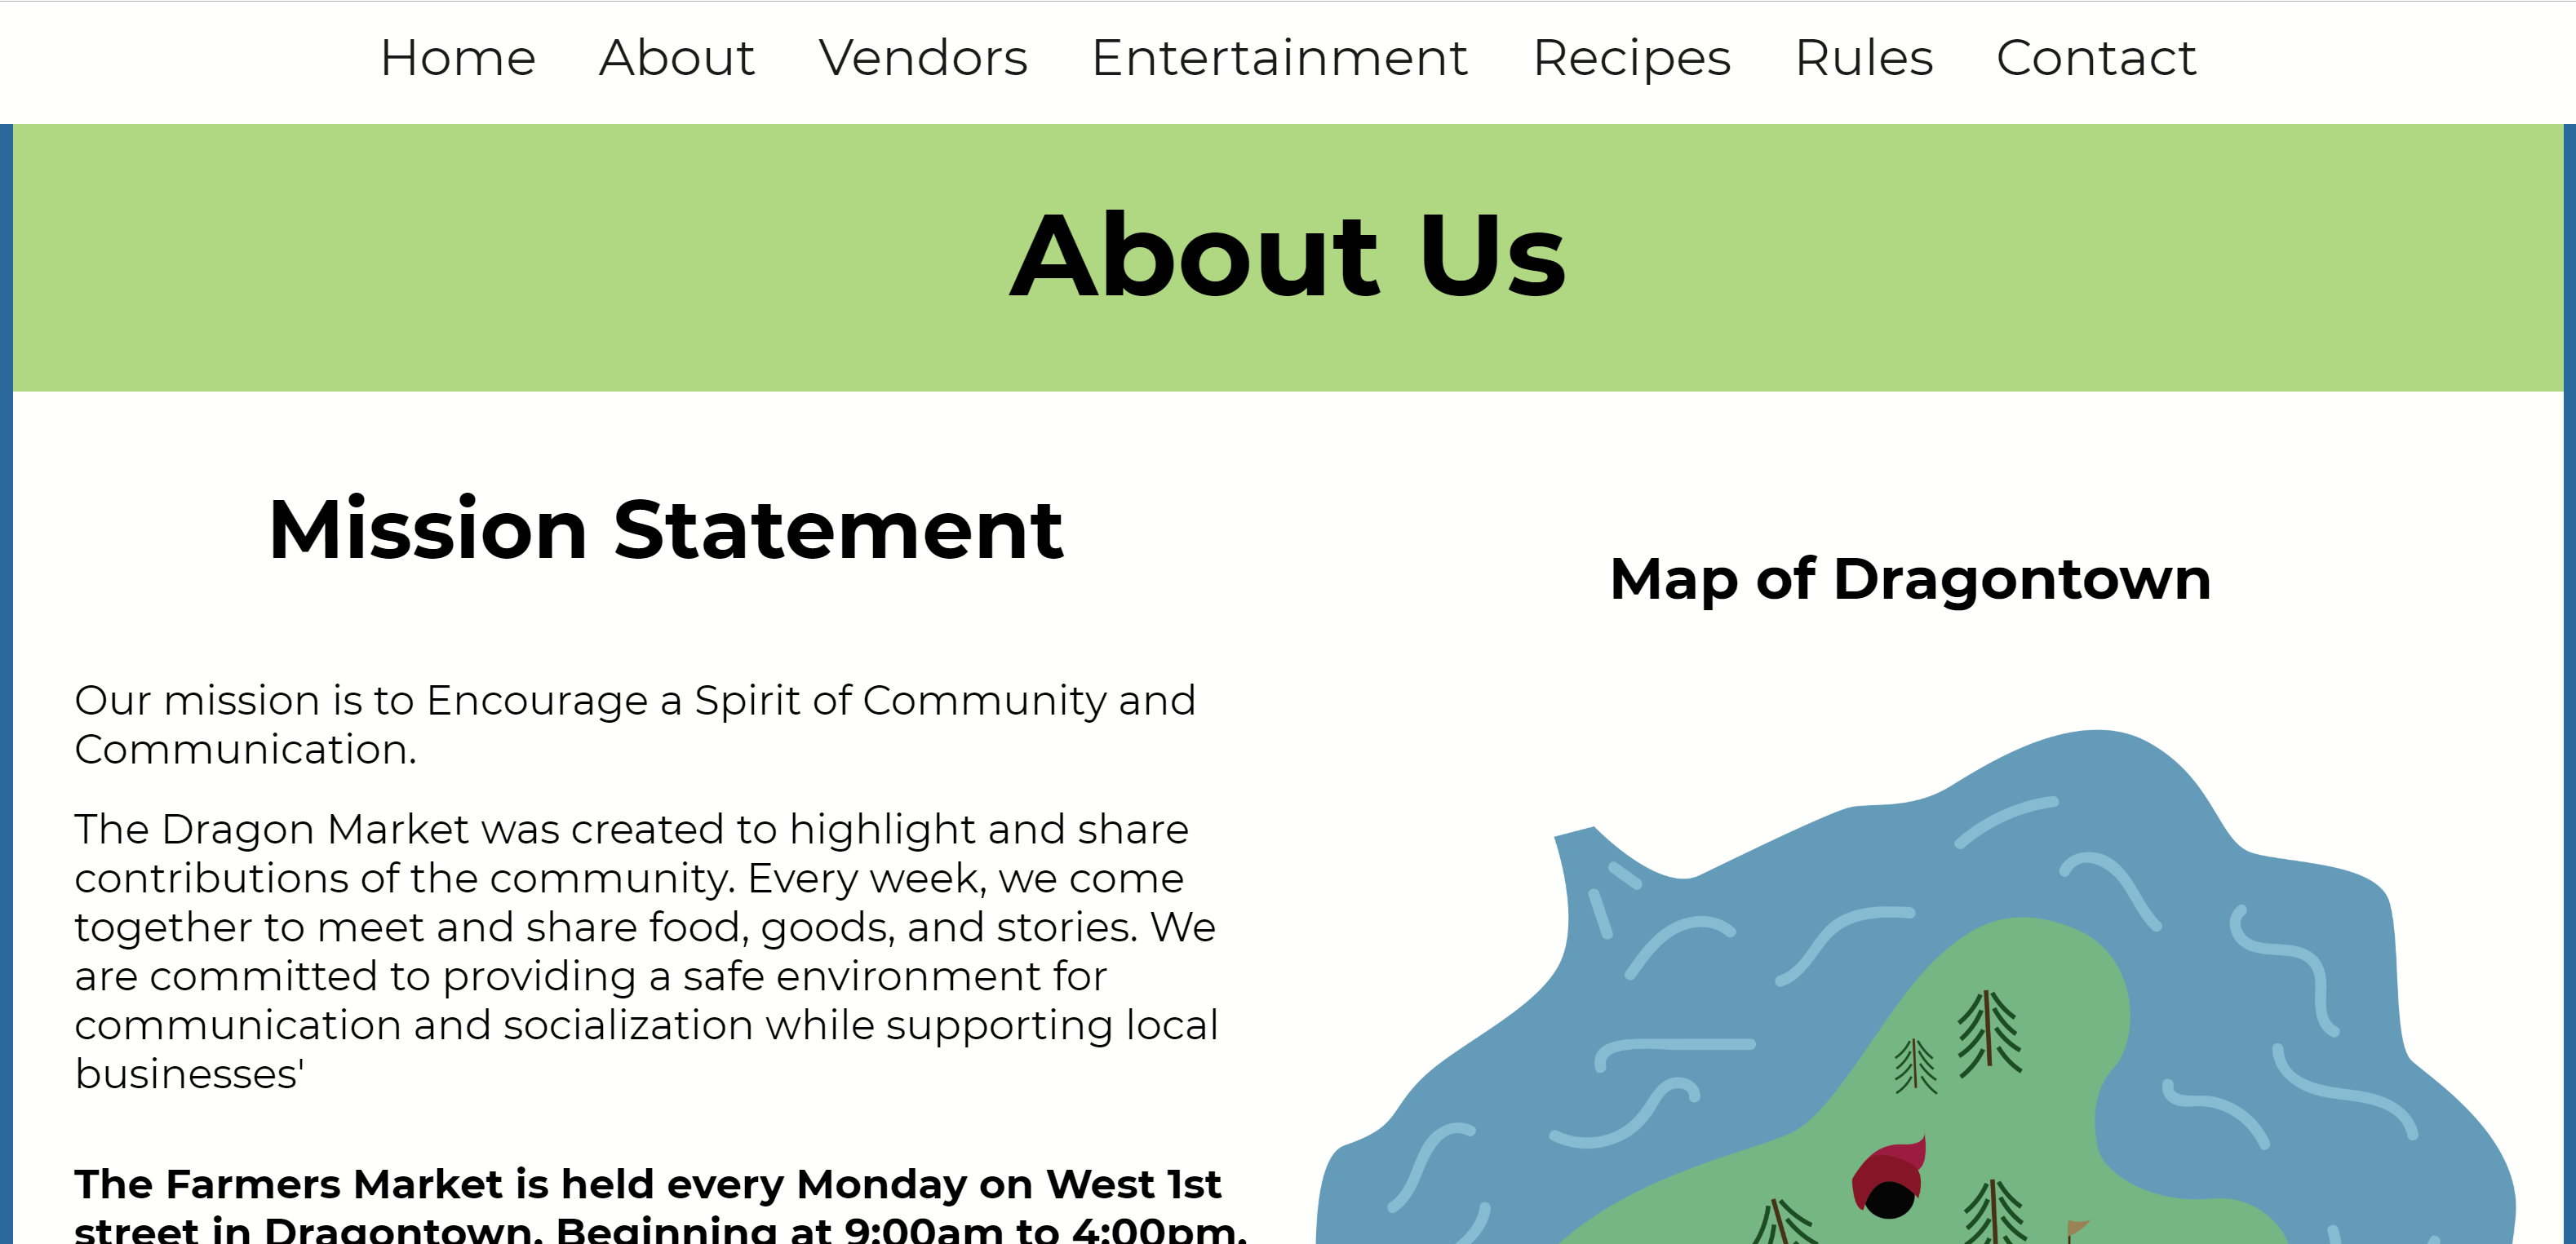 Home About Vendors Entertainment Recipes Rules Contact
About Us
Mission Statement
Our mission is to Encourage a Spirit of Community and
Communication.
The Dragon Market was created to highlight and share
contributions of the community. Every week, we come
together to meet and share food, goods, and stories. We
are committed to providing a safe environment for
communication and socialization while supporting local
businesses'
The Farmers Market is held every Monday on West 1st
street in Dragontown. Beginning at 9:00am to 4:00pm.
Map of Dragontown